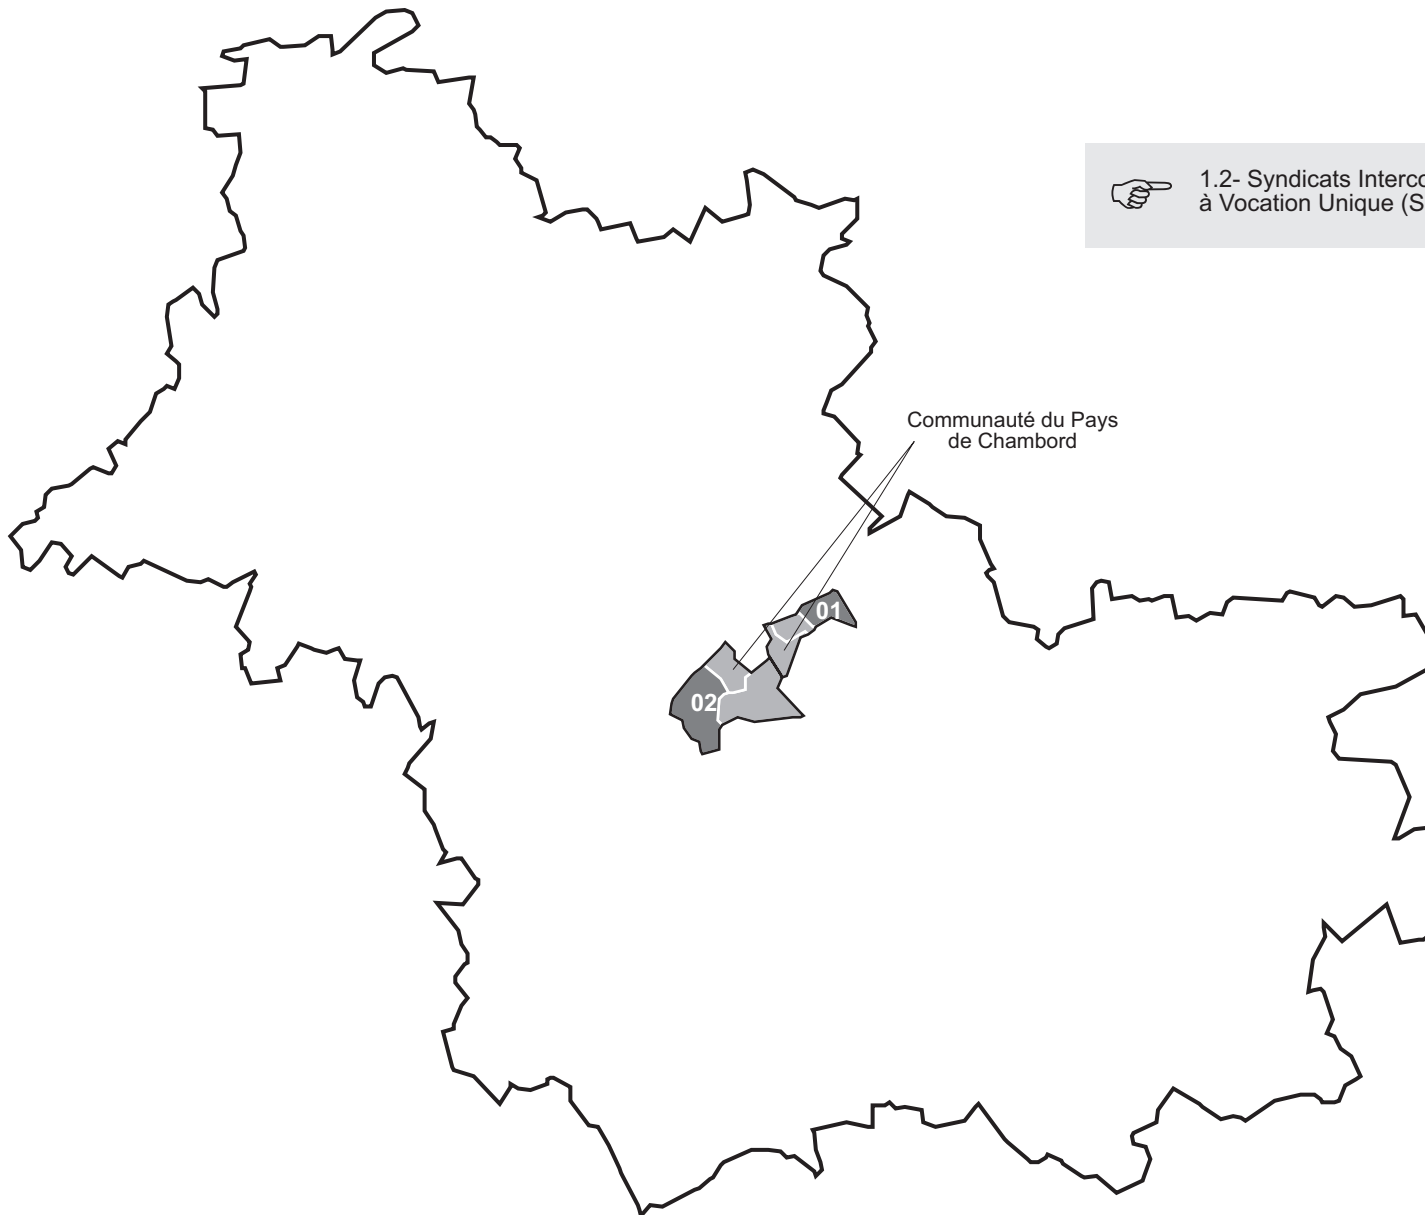 1.2- Syndicats Interco
à Vocation Unique (S
Communauté du Pays
de Chambord
01
02